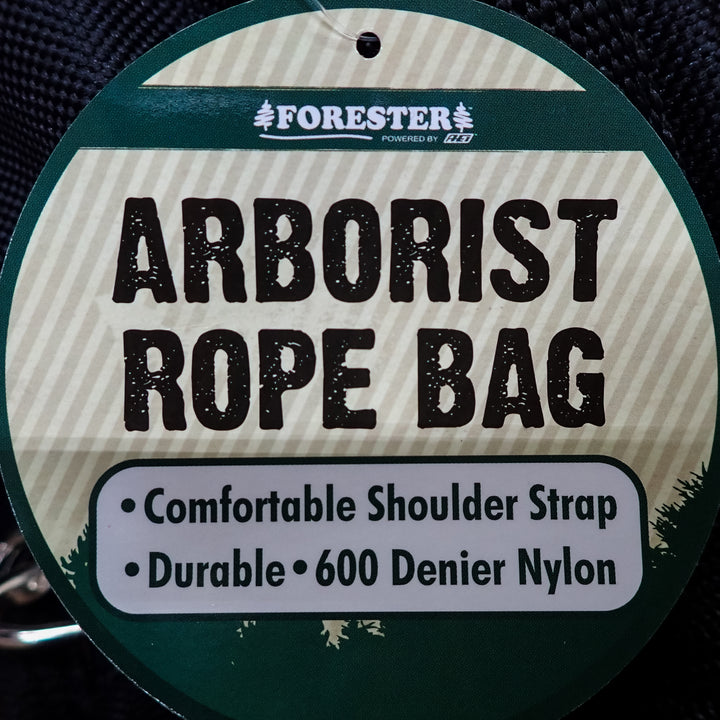 FORESTER
POWERED BY
ARBORIST
ROPE BAG
• Comfortable Shoulder Strap
• Durable • 600 Denier Nylon